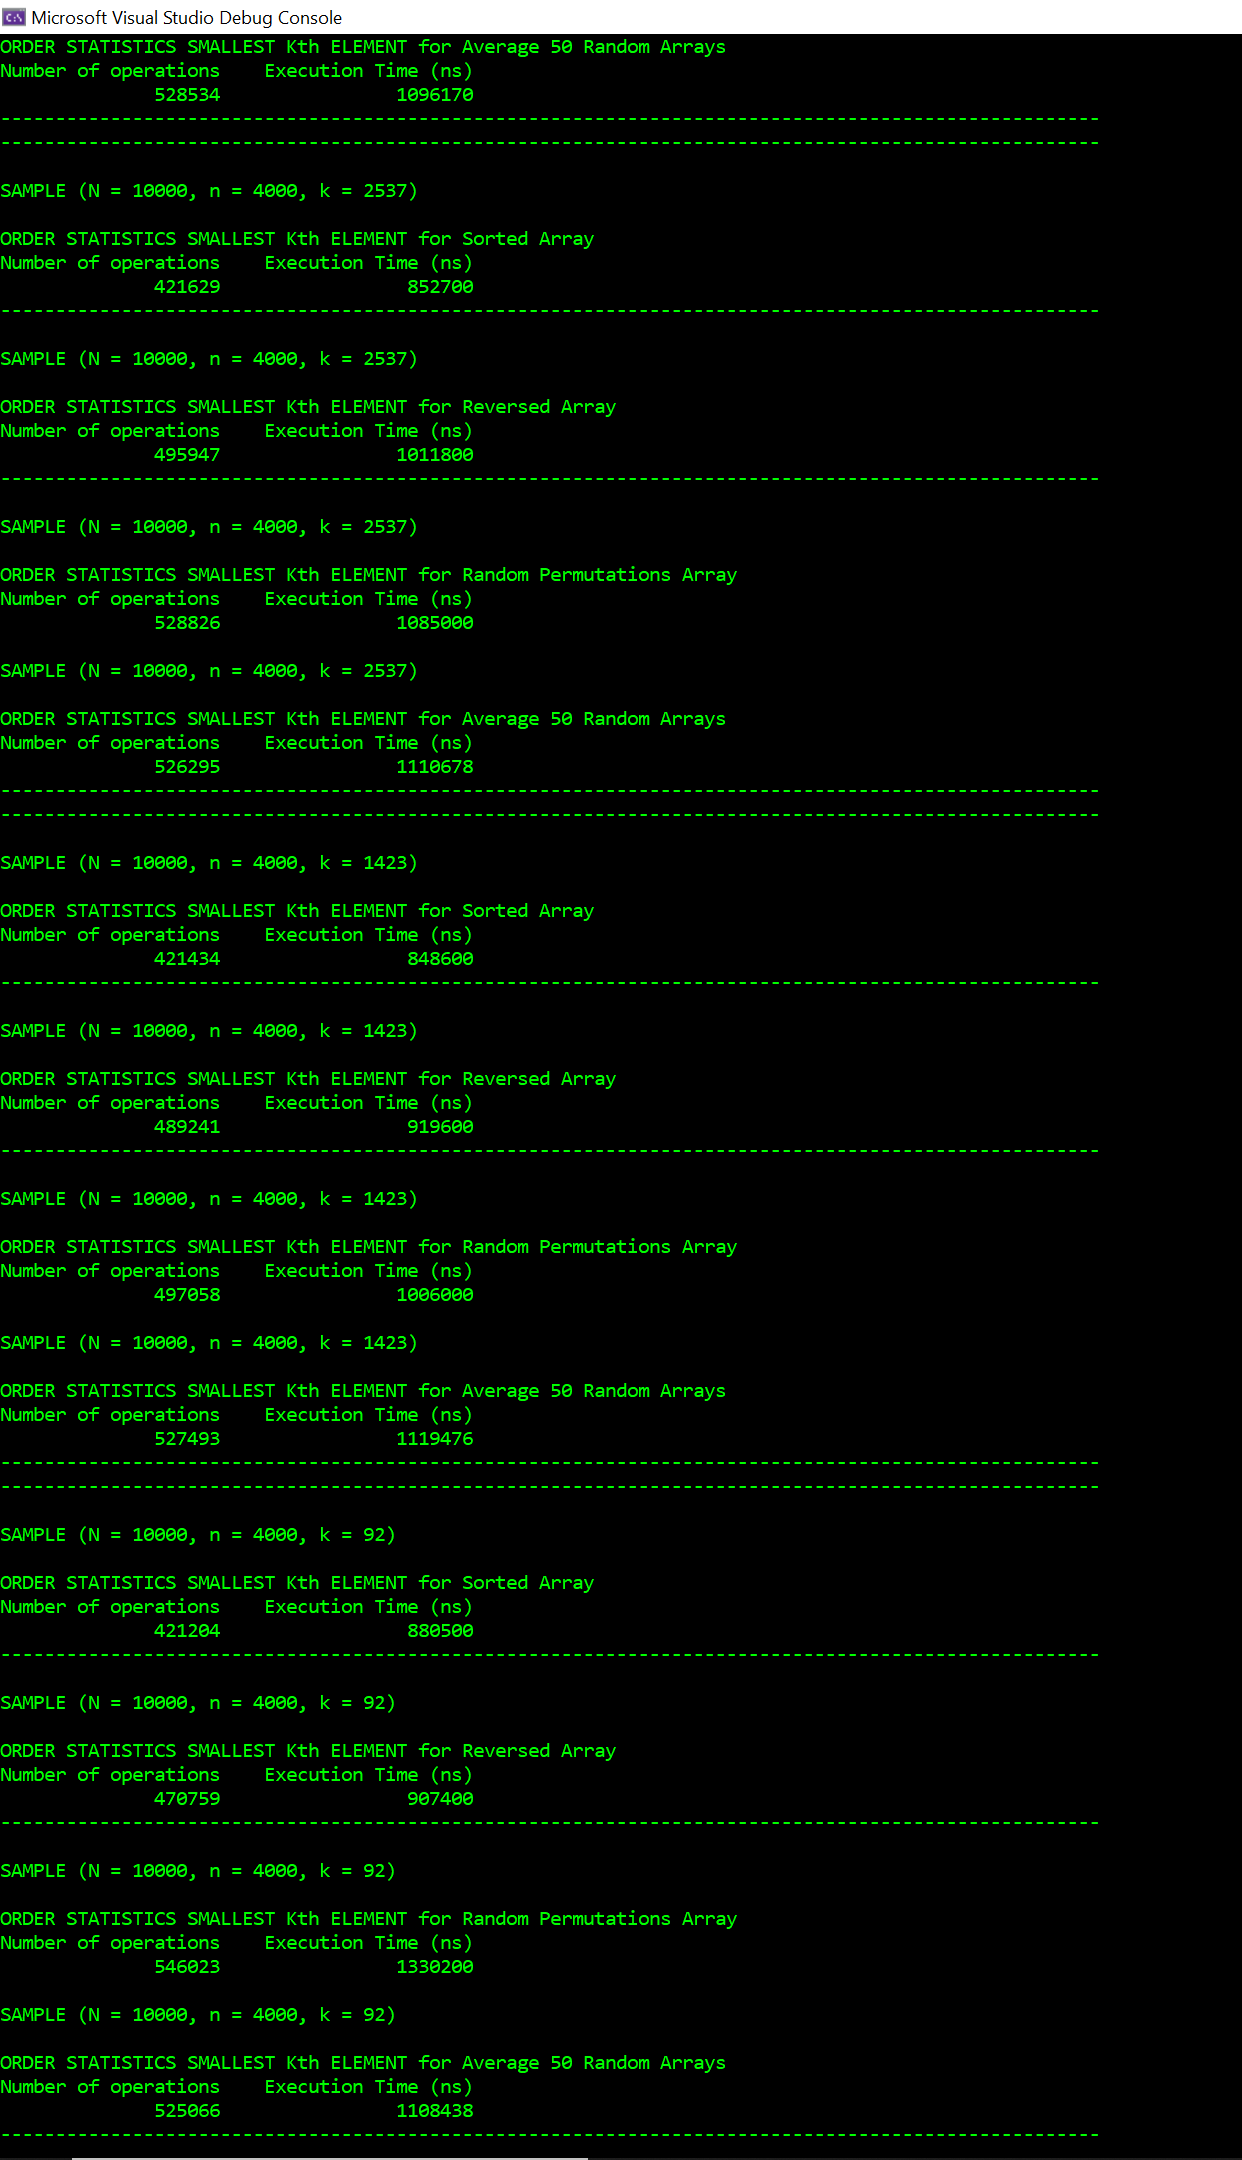 Microsoft Visual Studio Debug Console
ORDER STATISTICS SMALLEST Kth ELEMENT for Average 50 Random Arrays
Number of operations    Execution Time (ns)
              528534                1096170
----------------------------------------------------------------------------------------------------
----------------------------------------------------------------------------------------------------
SAMPLE (N = 10000, n = 4000, k = 2537)
ORDER STATISTICS SMALLEST Kth ELEMENT for Sorted Array
Number of operations    Execution Time (ns)
              421629                 852700
----------------------------------------------------------------------------------------------------
SAMPLE (N = 10000, n = 4000, k = 2537)
ORDER STATISTICS SMALLEST Kth ELEMENT for Reversed Array
Number of operations    Execution Time (ns)
              495947                1011800
----------------------------------------------------------------------------------------------------
SAMPLE (N = 10000, n = 4000, k = 2537)
ORDER STATISTICS SMALLEST Kth ELEMENT for Random Permutations Array
Number of operations    Execution Time (ns)
              528826                1085000
SAMPLE (N = 10000, n = 4000, k = 2537)
ORDER STATISTICS SMALLEST Kth ELEMENT for Average 50 Random Arrays
Number of operations    Execution Time (ns)
              526295                1110678
----------------------------------------------------------------------------------------------------
----------------------------------------------------------------------------------------------------
SAMPLE (N = 10000, n = 4000, k = 1423)
ORDER STATISTICS SMALLEST Kth ELEMENT for Sorted Array
Number of operations    Execution Time (ns)
              421434                 848600
----------------------------------------------------------------------------------------------------
SAMPLE (N = 10000, n = 4000, k = 1423)
ORDER STATISTICS SMALLEST Kth ELEMENT for Reversed Array
Number of operations    Execution Time (ns)
              489241                 919600
----------------------------------------------------------------------------------------------------
SAMPLE (N = 10000, n = 4000, k = 1423)
ORDER STATISTICS SMALLEST Kth ELEMENT for Random Permutations Array
Number of operations    Execution Time (ns)
              497058                1006000
SAMPLE (N = 10000, n = 4000, k = 1423)
ORDER STATISTICS SMALLEST Kth ELEMENT for Average 50 Random Arrays
Number of operations    Execution Time (ns)
              527493                1119476
----------------------------------------------------------------------------------------------------
----------------------------------------------------------------------------------------------------
SAMPLE (N = 10000, n = 4000, k = 92)
ORDER STATISTICS SMALLEST Kth ELEMENT for Sorted Array
Number of operations    Execution Time (ns)
              421204                 880500
----------------------------------------------------------------------------------------------------
SAMPLE (N = 10000, n = 4000, k = 92)
ORDER STATISTICS SMALLEST Kth ELEMENT for Reversed Array
Number of operations    Execution Time (ns)
              470759                 907400
----------------------------------------------------------------------------------------------------
SAMPLE (N = 10000, n = 4000, k = 92)
ORDER STATISTICS SMALLEST Kth ELEMENT for Random Permutations Array
Number of operations    Execution Time (ns)
              546023                1330200
SAMPLE (N = 10000, n = 4000, k = 92)
ORDER STATISTICS SMALLEST Kth ELEMENT for Average 50 Random Arrays
Number of operations    Execution Time (ns)
              525066                1108438
----------------------------------------------------------------------------------------------------